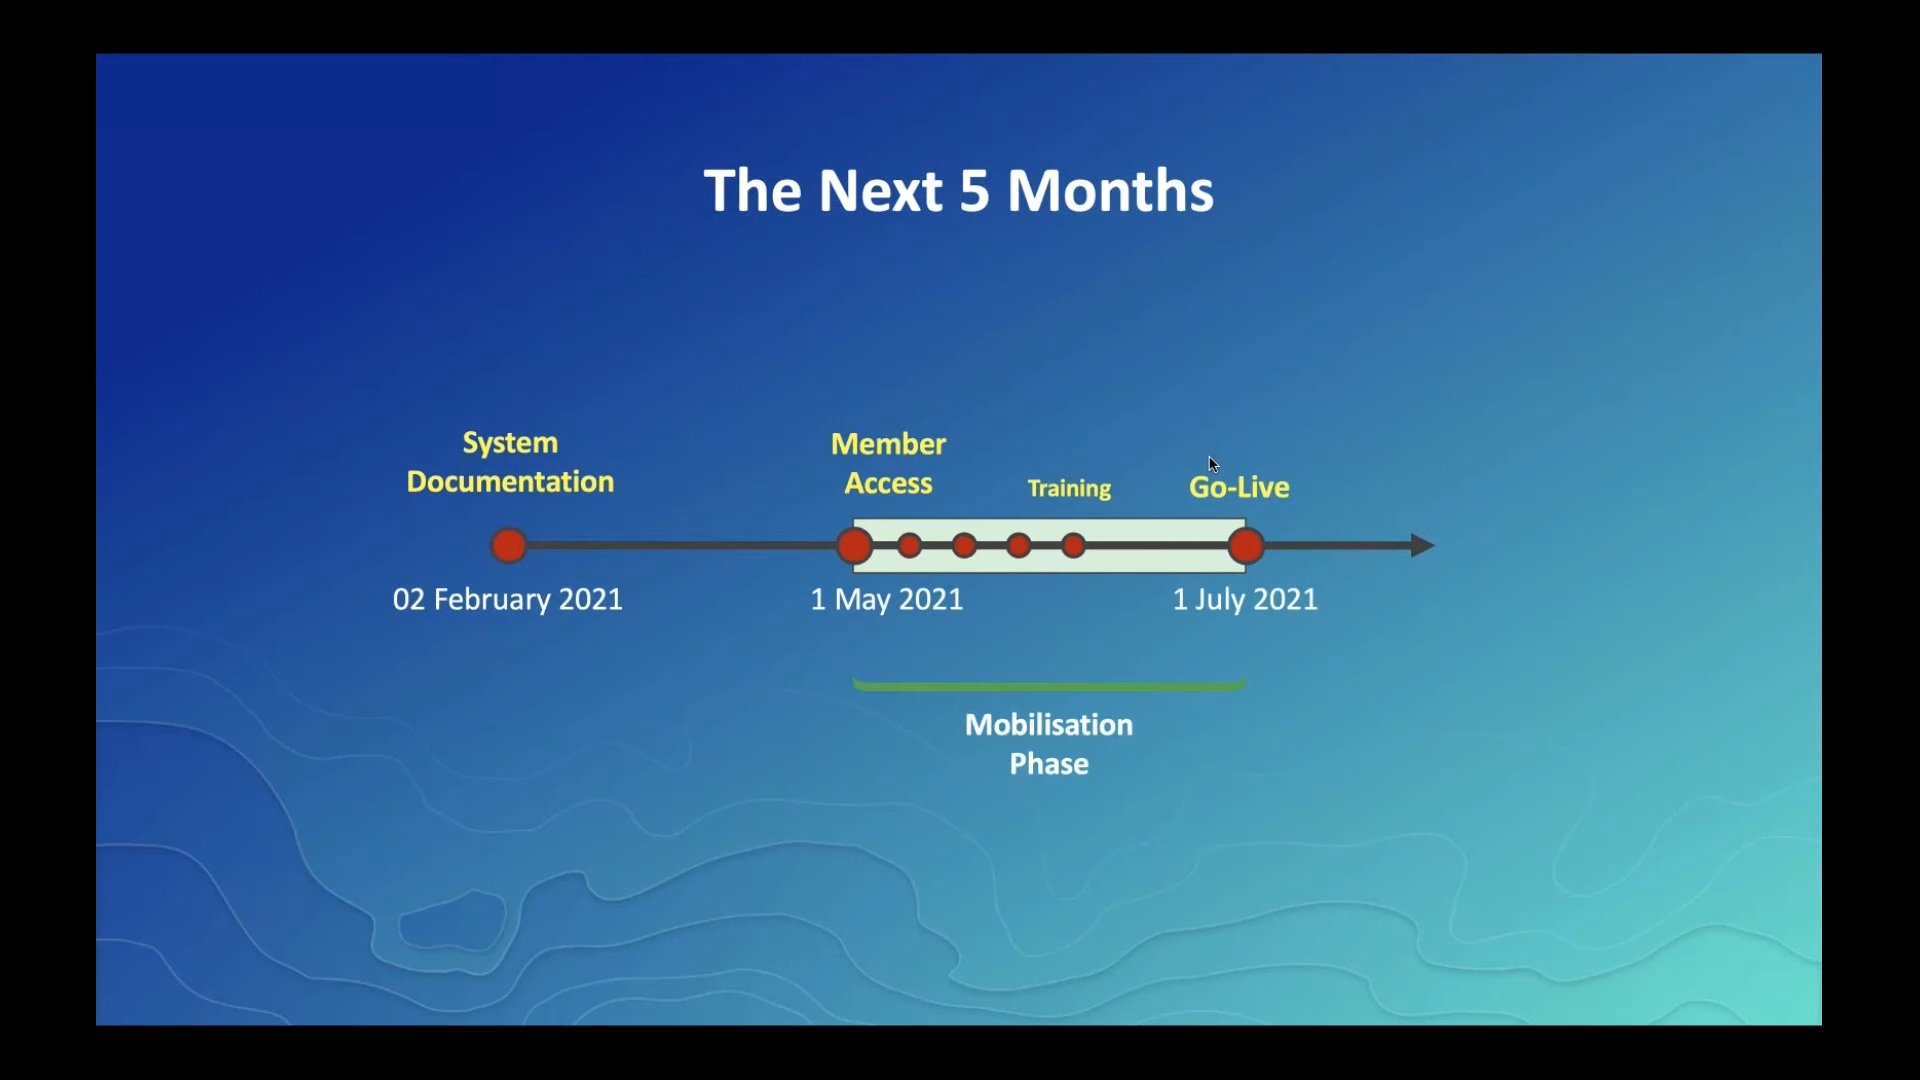 The Next 5 Months
System
Documentation
Member
Access
Training
Go-Live
02 February 2021
1 May 2021
1 July 2021
Mobilisation
Phase